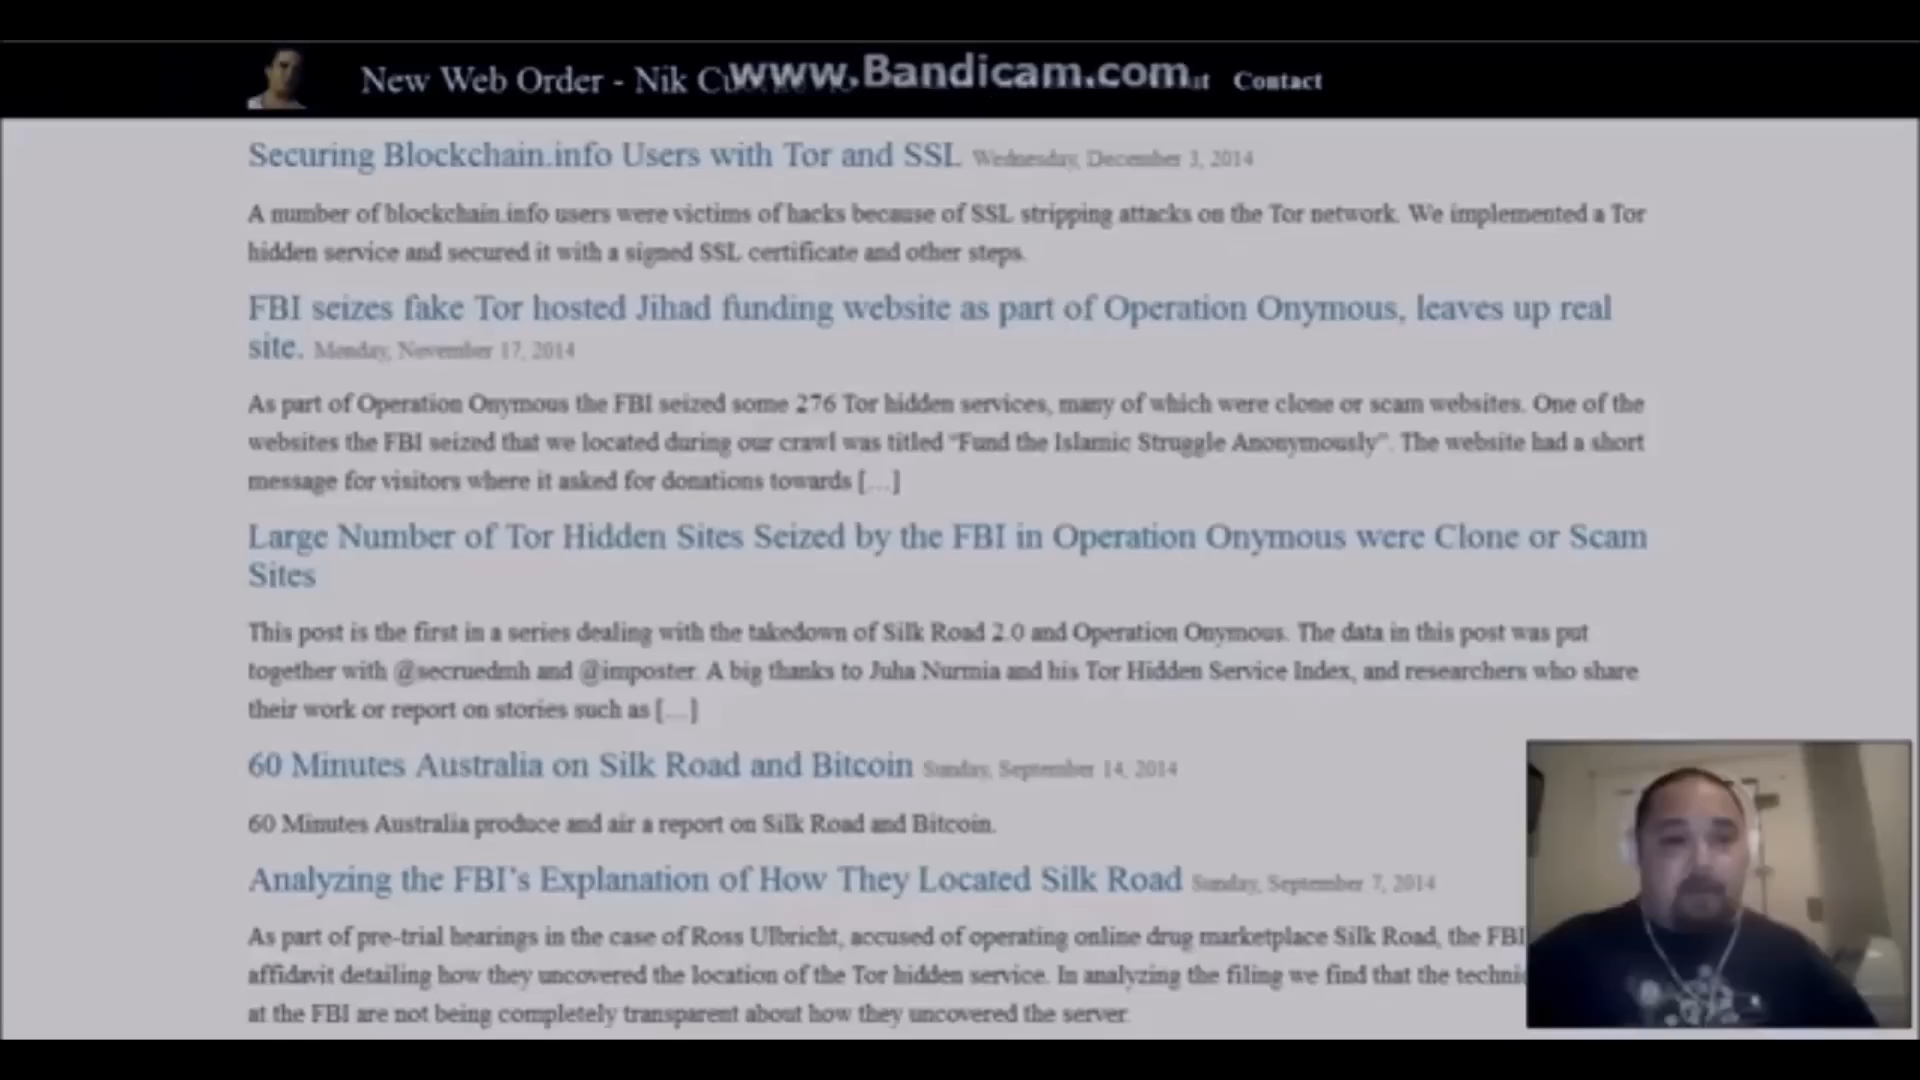 New Web Order - Nik Cu
www.Bandicam.com
Contact
Securing Blockchain.info Users with Tor and SSL Wednesday, December 3, 2014
A number of blockchain.info users were victims of hacks because of SSL stripping attacks on the Tor network. We implemented a Tor
hidden service and secured it with a signed SSL certificate and other steps.
FBI seizes fake Tor hosted Jihad funding website as part of Operation Onymous, leaves up real
site. Monday, November 17, 2014
As part of Operation Onymous the FBI seized some 276 Tor hidden services, many of which were clone or scam websites. One of the
websites the FBI seized that we located during our crawl was titled "Fund the Islamic Struggle Anonymously". The website had a short
message for visitors where it asked for donations towards [...]
Large Number of Tor Hidden Sites Seized by the FBI in Operation Onymous were Clone or Scam
Sites
This post is the first in a series dealing with the takedown of Silk Road 2.0 and Operation Onymous. The data in this post was put
together with @secruedmh and @imposter. A big thanks to Juha Nurmia and his Tor Hidden Service Index, and researchers who share
their work or report on stories such as [...]
60 Minutes Australia on Silk Road and Bitcoin Sunday, September 14, 2014
60 Minutes Australia produce and air a report on Silk Road and Bitcoin.
Analyzing the FBI's Explanation of How They Located Silk Road Sunday, September 7, 2014
As part of pre-trial hearings in the case of Ross Ulbricht, accused of operating online drug marketplace Silk Road, the FBI
affidavit detailing how they uncovered the location of the Tor hidden service. In analyzing the filing we find that the techni
at the FBI are not being completely transparent about how they uncovered the server.